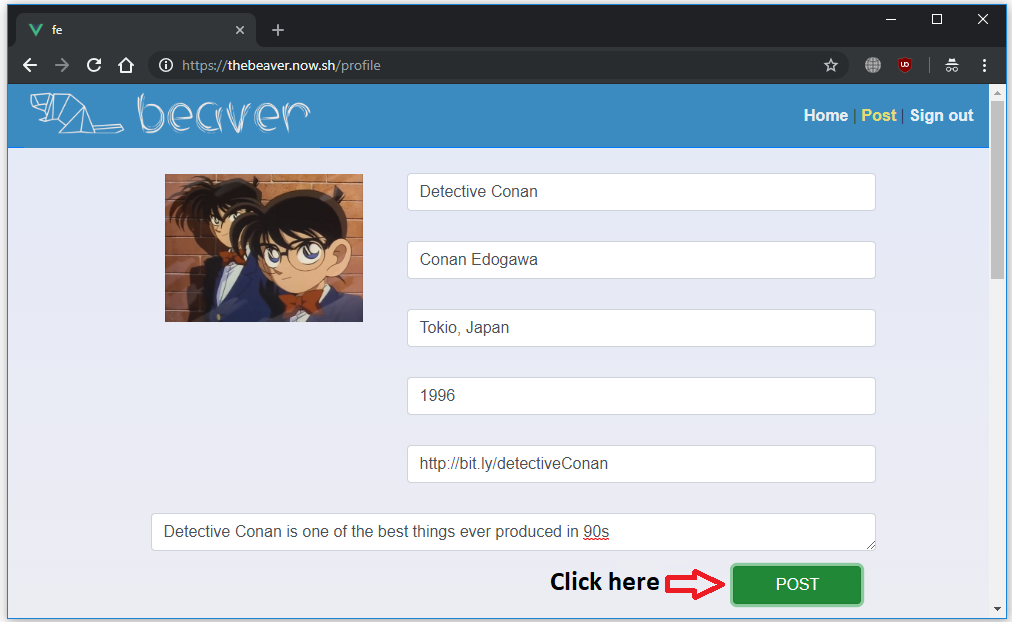 fe
https://thebeaver.now.sh/profile
UD
beaver
Home | Post | Sign out
Detective Conan
Conan Edogawa
Tokio, Japan
1996
http://bit.ly/detectiveConan
Detective Conan is one of the best things ever produced in 90s
Click here
POST